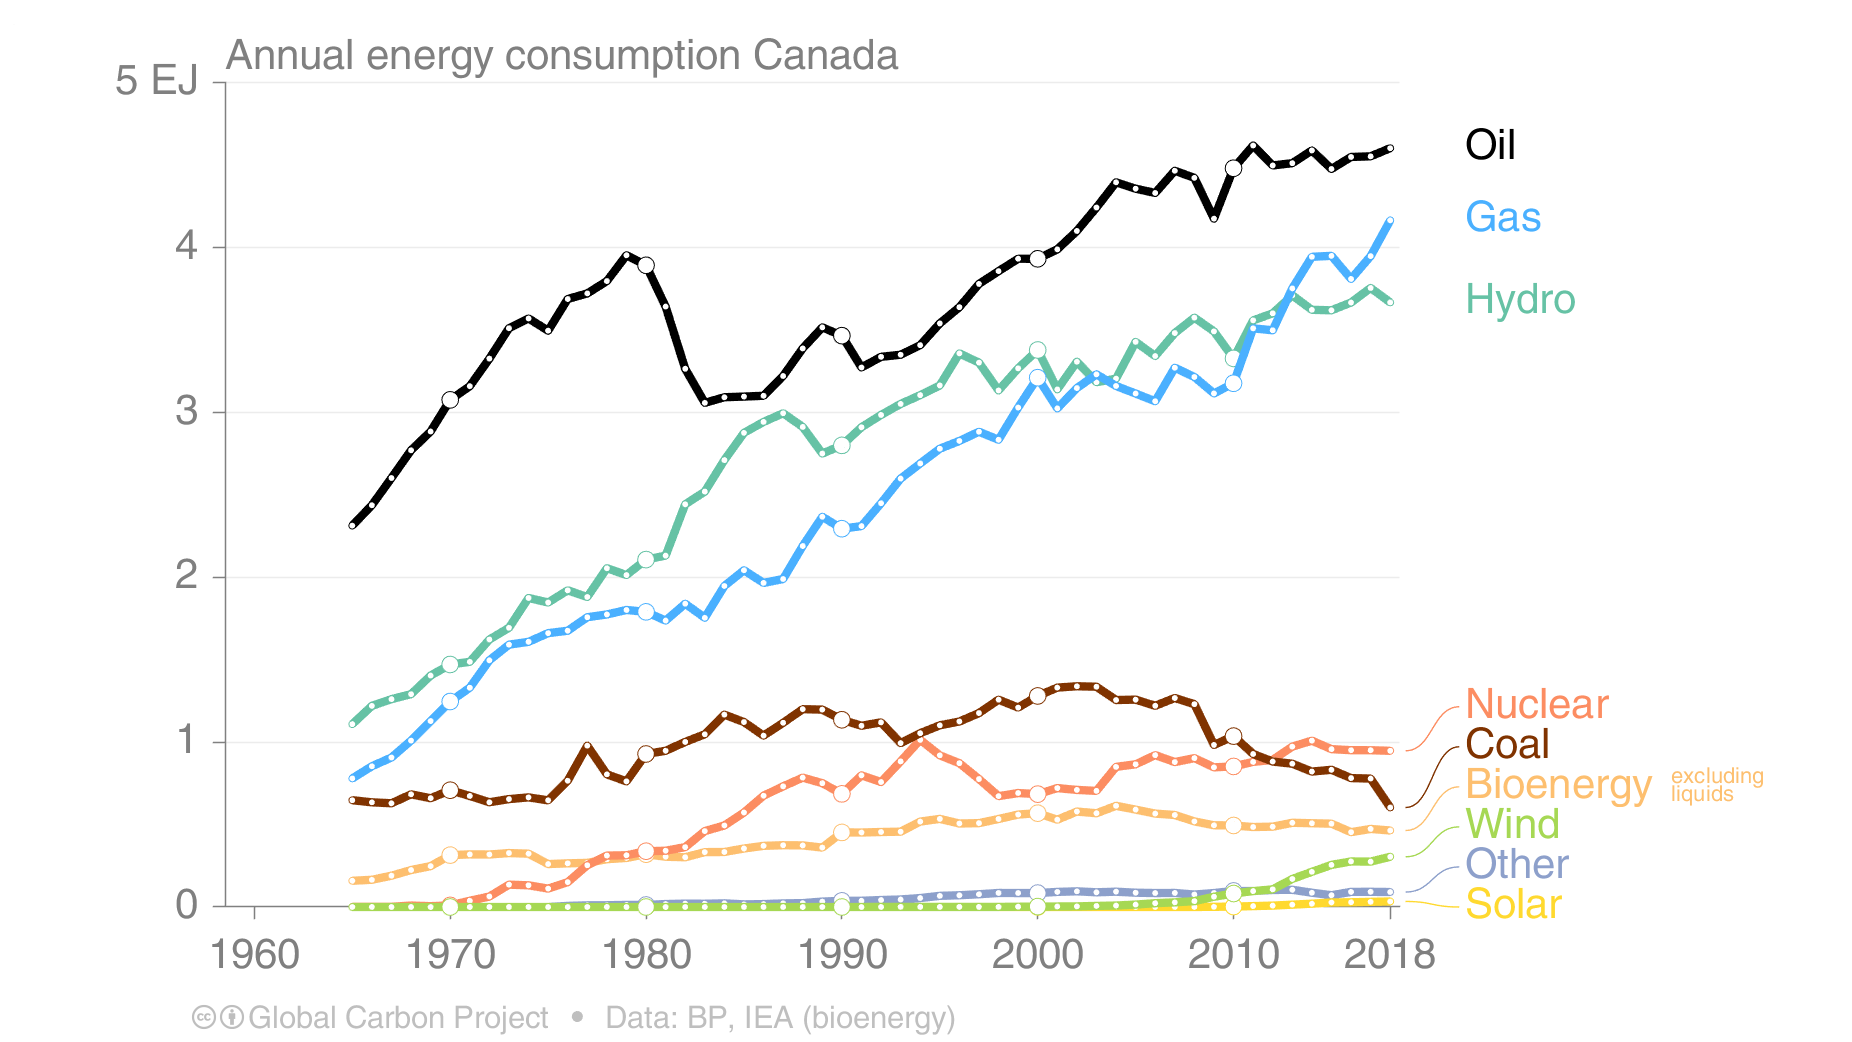 Annual energy consumption Canada
5 EJ
4
3
2
1
0
1960 1970 1980 1990 2000 2010 2018
Oil
Gas
Hydro
Nuclear
Coal
Bioenergy excluding liquids
Wind
Other
Solar
cc Global Carbon Project • Data: BP, IEA (bioenergy)